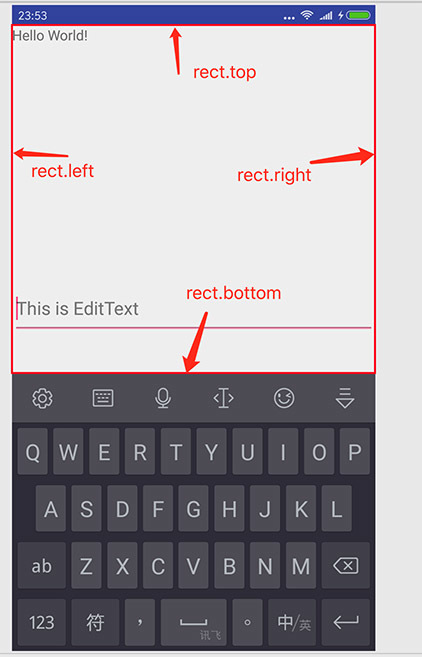 23:53
Hello World!
rect.top
rect.left
rect.right
rect.bottom
This is EditText
Q W E R T Y U I O P
A S D F G H J K L
ab Z X C V B N M
123 符 ， 讯飞 。 中/英